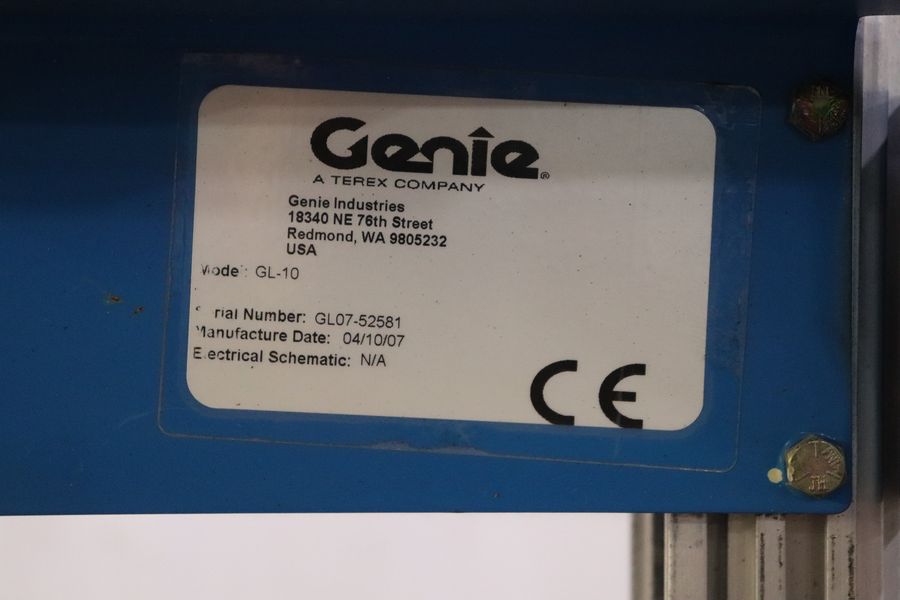 Genie®
A TEREX COMPANY
Genie Industries
18340 NE 76th Street
Redmond, WA 9805232
USA
Model: GL-10
Serial Number: GL07-52581
Manufacture Date: 04/10/07
Electrical Schematic: N/A
CE